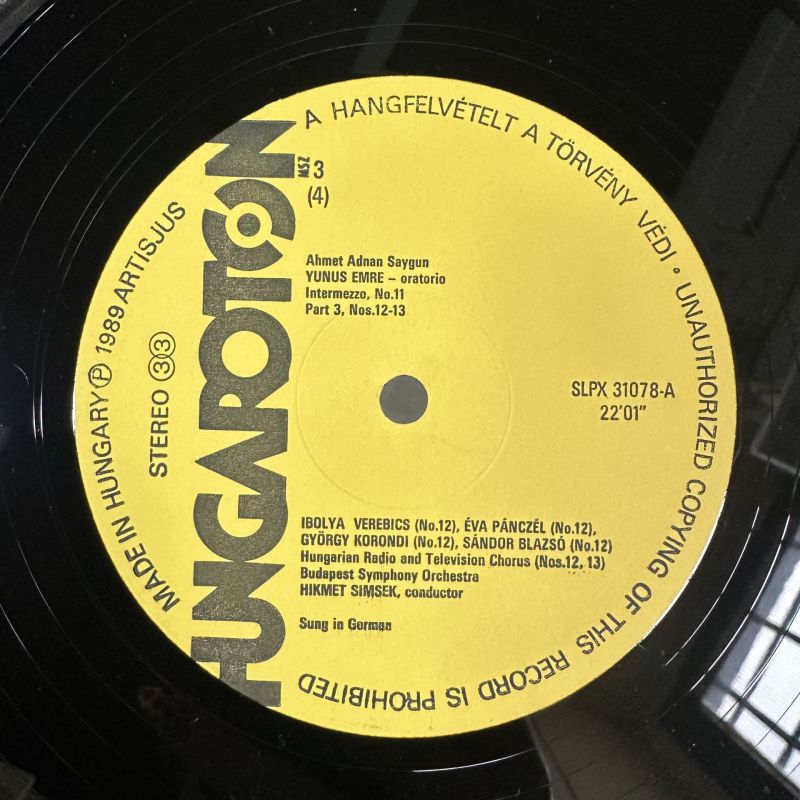 HUNGAROTON
A HANGFELVÉTELT A TÖRVÉNY VÉDI • UNAUTHORIZED COPYING OF THIS RECORD IS PROHIBITED
MADE IN HUNGARY Ⓟ 1989 ARTISJUS
STEREO 33
MSZ 3
(4)
Ahmet Adnan Saygun
YUNUS EMRE – oratorio
Intermezzo, No.11
Part 3, Nos.12-13
SLPX 31078-A
22'01"
IBOLYA VEREBICS (No.12), ÉVA PÁNCZÉL (No.12),
GYÖRGY KORONDI (No.12), SÁNDOR BLAZSÓ (No.12)
Hungarian Radio and Television Chorus (Nos.12, 13)
Budapest Symphony Orchestra
HIKMET SIMSEK, conductor
Sung in German